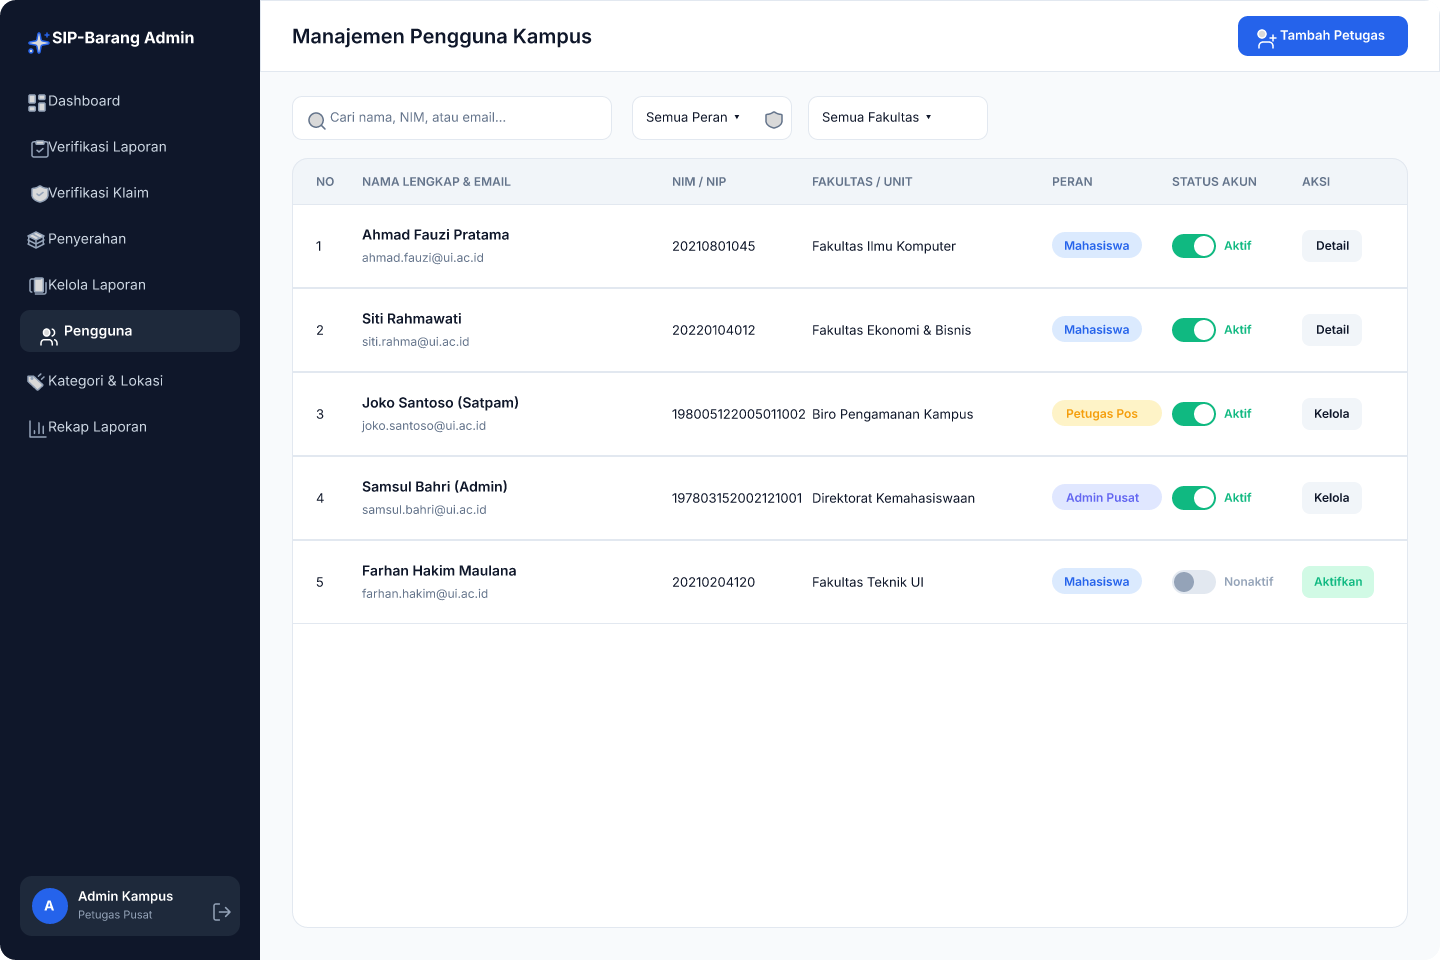 SIP-Barang Admin
Dashboard
Verifikasi Laporan
Verifikasi Klaim
Penyerahan
Kelola Laporan
Pengguna
Kategori & Lokasi
Rekap Laporan
A
Admin Kampus
Petugas Pusat
Manajemen Pengguna Kampus
Tambah Petugas
Cari nama, NIM, atau email...
Semua Peran ▾
Semua Fakultas ▾
NO NAMA LENGKAP & EMAIL NIM / NIP FAKULTAS / UNIT PERAN STATUS AKUN AKSI
1 Ahmad Fauzi Pratama 20210801045 Fakultas Ilmu Komputer Mahasiswa Aktif Detail
ahmad.fauzi@ui.ac.id
2 Siti Rahmawati 20220104012 Fakultas Ekonomi & Bisnis Mahasiswa Aktif Detail
siti.rahma@ui.ac.id
3 Joko Santoso (Satpam) 198005122005011002 Biro Pengamanan Kampus Petugas Pos Aktif Kelola
joko.santoso@ui.ac.id
4 Samsul Bahri (Admin) 197803152002121001 Direktorat Kemahasiswaan Admin Pusat Aktif Kelola
samsul.bahri@ui.ac.id
5 Farhan Hakim Maulana 20210204120 Fakultas Teknik UI Mahasiswa Nonaktif Aktifkan
farhan.hakim@ui.ac.id